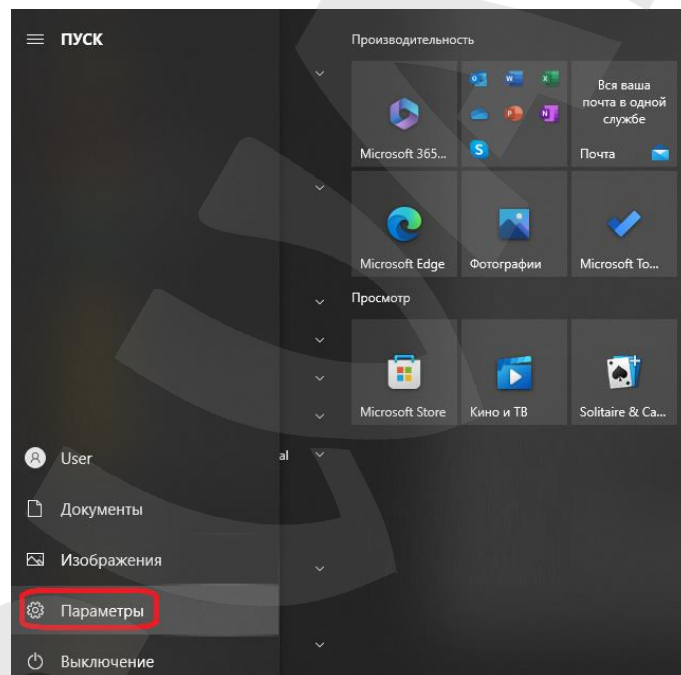 ПУСК
User
Документы
Изображения
Параметры
Выключение
al
Производительность
Microsoft 365...
Вся ваша
почта в одной
службе
Почта
Microsoft Edge
Фотографии
Microsoft To...
Просмотр
Microsoft Store
Кино и ТВ
Solitaire & Ca...